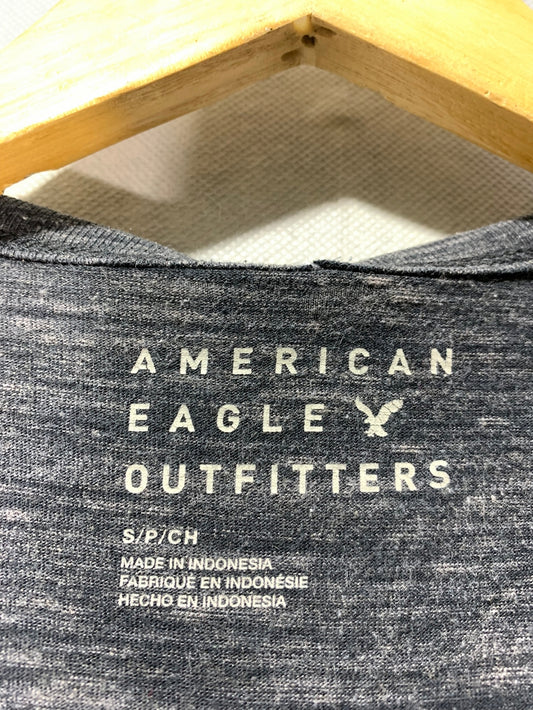 AMERICAN
EAGLE
OUTFITTERS
S/P/CH
MADE IN INDONESIA
FABRIQUÉ EN INDONÉSIE
HECHO EN INDONESIA